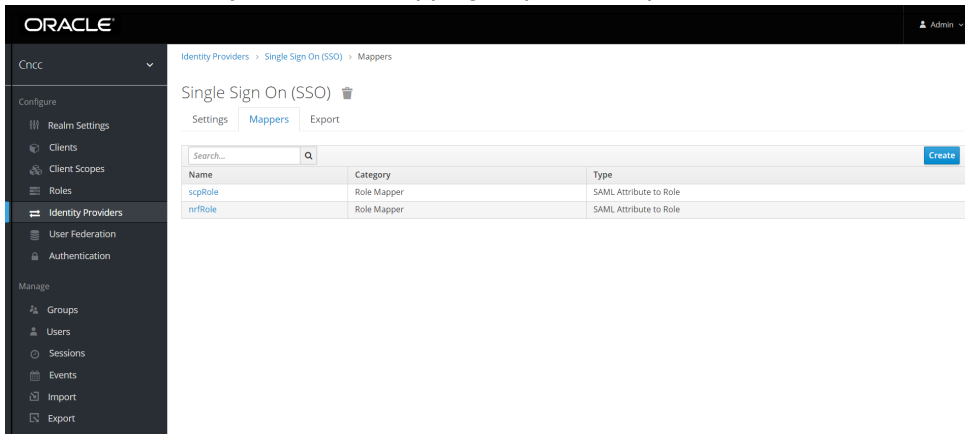 ORACLE®
Admin
Cncc
Identity Providers > Single Sign On (SSO) > Mappers
Single Sign On (SSO)
Settings Mappers Export
Configure
Realm Settings
Clients
Client Scopes
Roles
Identity Providers
User Federation
Authentication
Manage
Groups
Users
Sessions
Events
Import
Export
Search...
Create
Name Category Type
scpRole Role Mapper SAML Attribute to Role
nrfRole Role Mapper SAML Attribute to Role